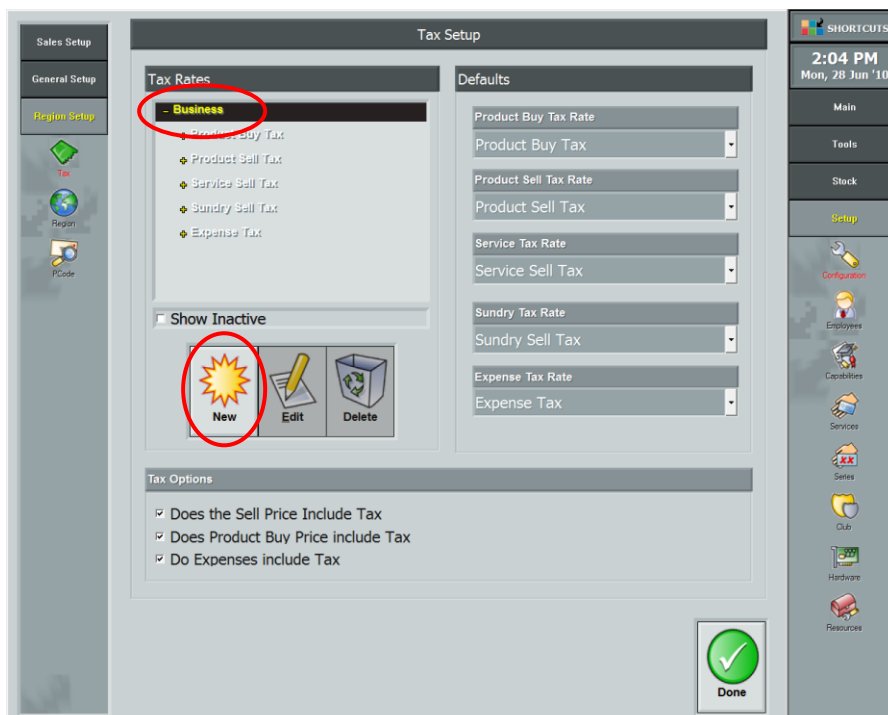 Sales Setup
General Setup
Region Setup
Tax
Region
PCode
Tax Setup
Tax Rates
– Business
Product Buy Tax
Product Sell Tax
Service Sell Tax
Sundry Sell Tax
Expense Tax
Show Inactive
New
Edit
Delete
Defaults
Product Buy Tax Rate
Product Buy Tax
Product Sell Tax Rate
Product Sell Tax
Service Tax Rate
Service Sell Tax
Sundry Tax Rate
Sundry Sell Tax
Expense Tax Rate
Expense Tax
Tax Options
Does the Sell Price Include Tax
Does Product Buy Price include Tax
Do Expenses include Tax
Done
SHORTCUTS
2:04 PM
Mon, 28 Jun '10
Main
Tools
Stock
Setup
Configuration
Employees
Capabilities
Services
XX
Series
Club
Hardware
Resources